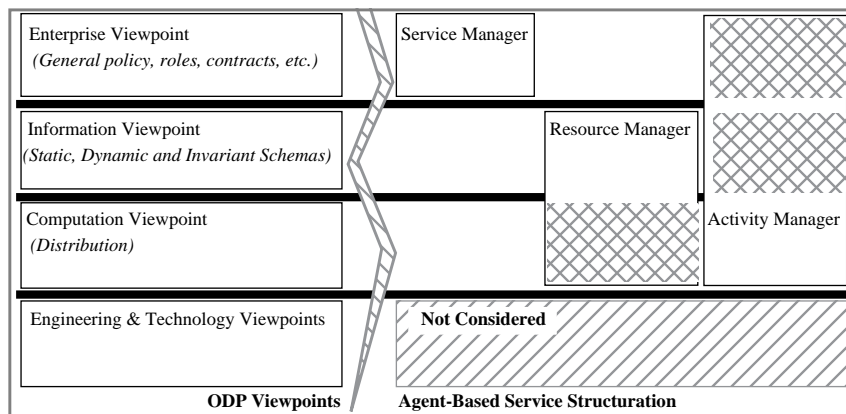 Enterprise Viewpoint
(General policy, roles, contracts, etc.)
Service Manager
Information Viewpoint
(Static, Dynamic and Invariant Schemas)
Resource Manager
Computation Viewpoint
(Distribution)
Activity Manager
Engineering & Technology Viewpoints
Not Considered
ODP Viewpoints
Agent-Based Service Structuration